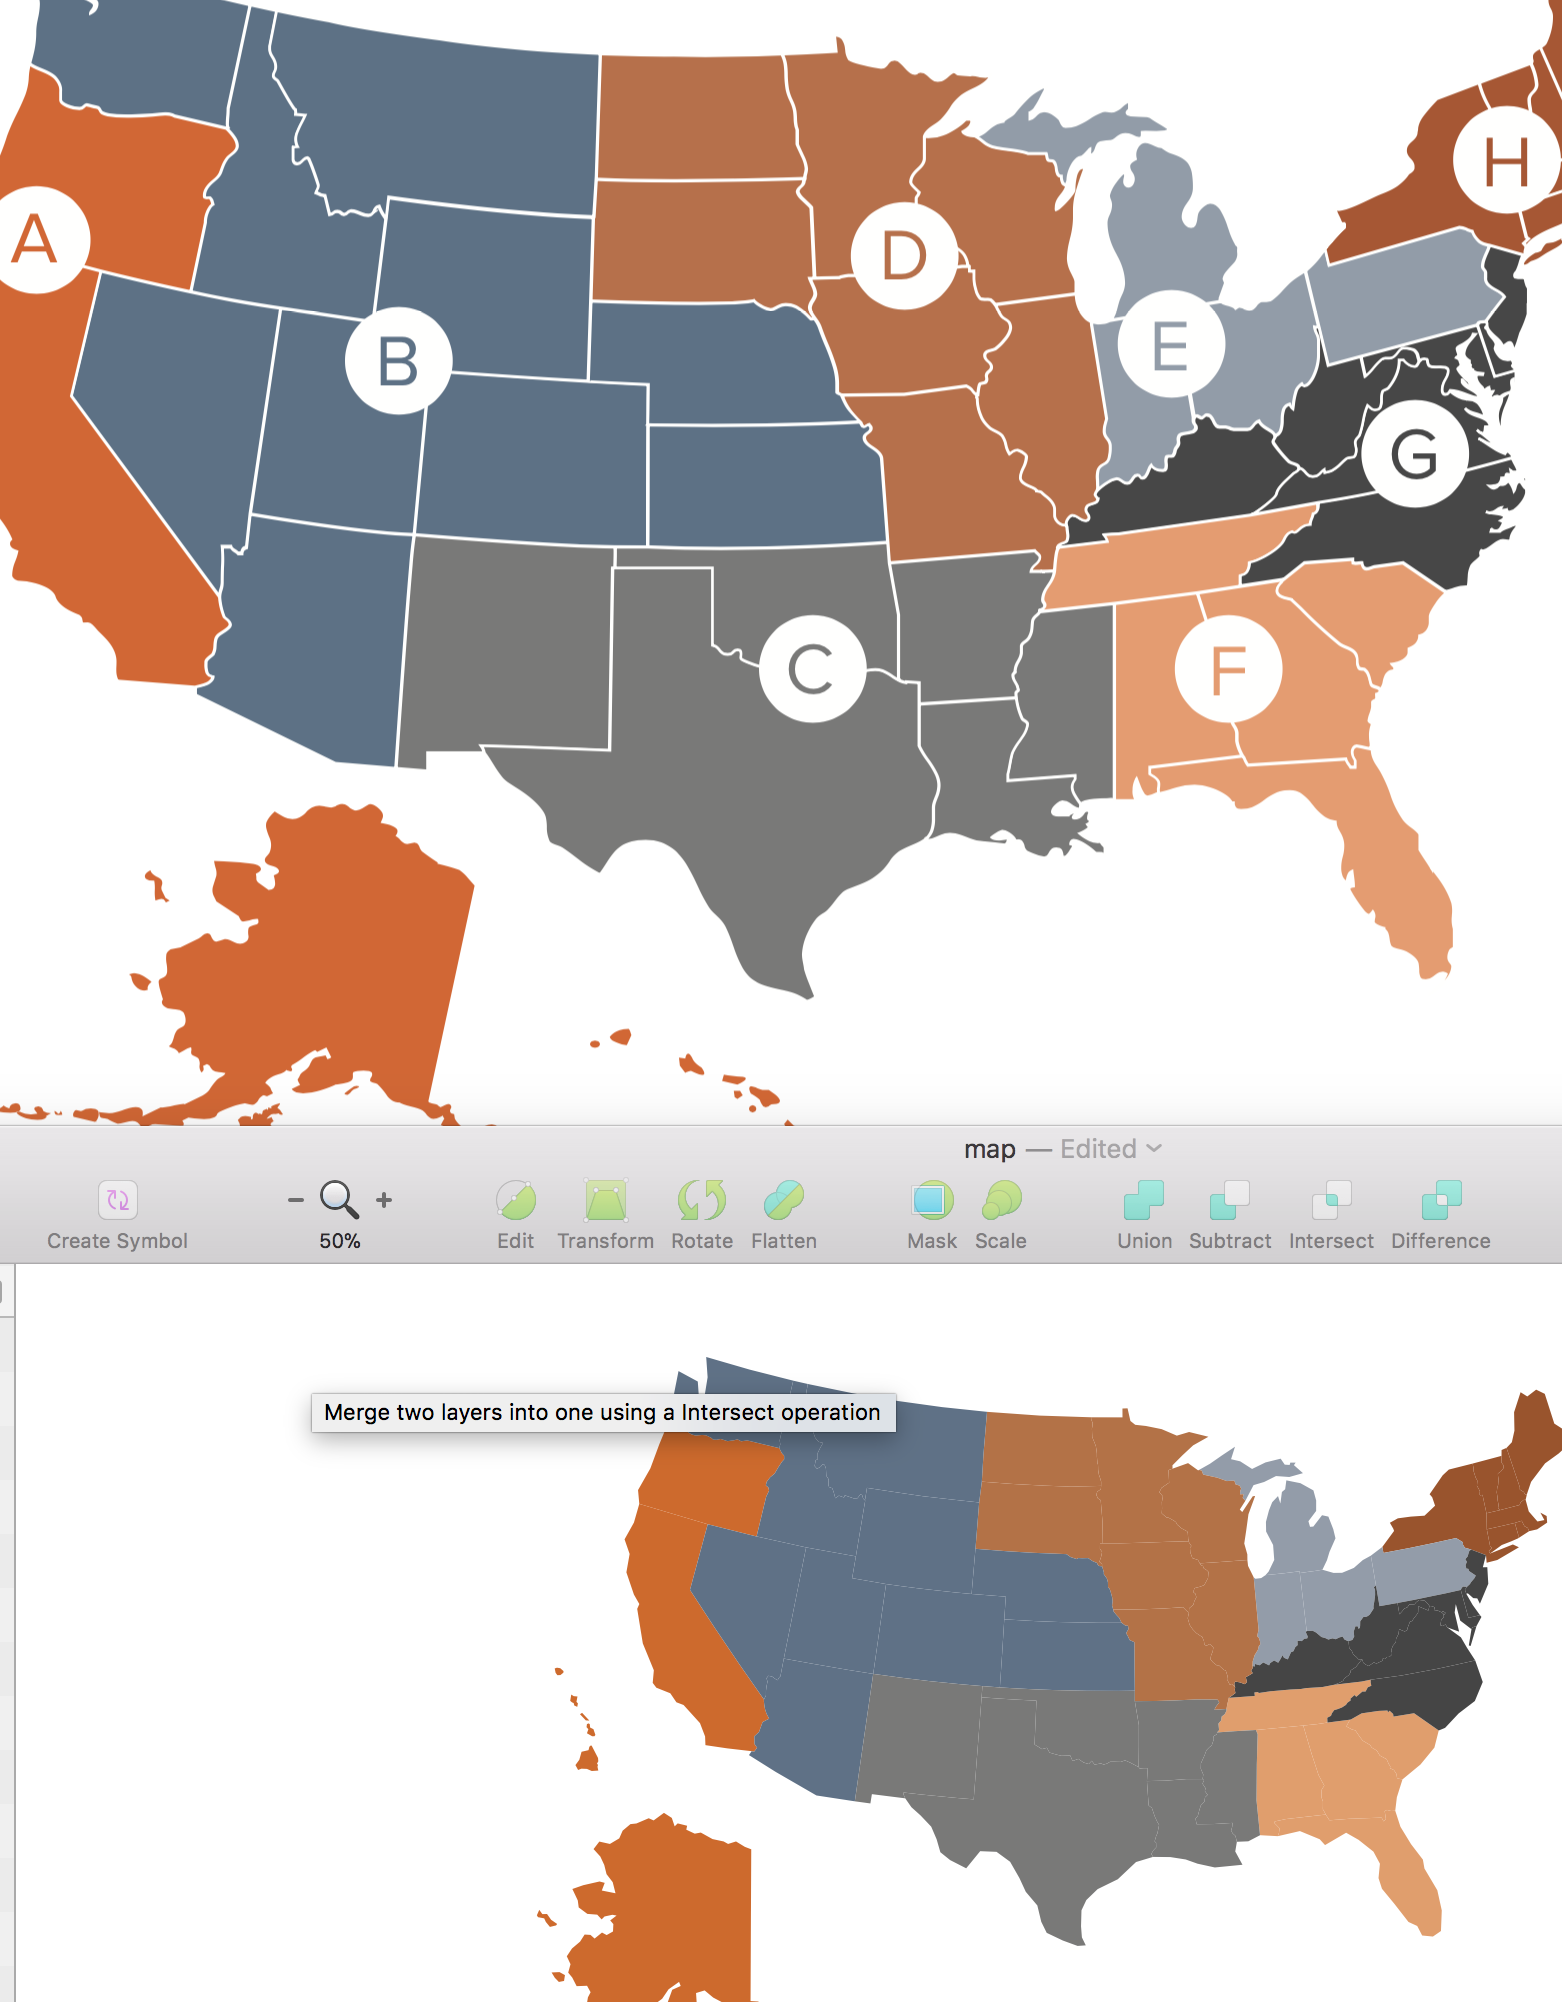 H
A
D
E
B
G
C
F
map — Edited
Create Symbol
50%
Edit
Transform
Rotate
Flatten
Mask
Scale
Union
Subtract
Intersect
Difference
Merge two layers into one using a Intersect operation